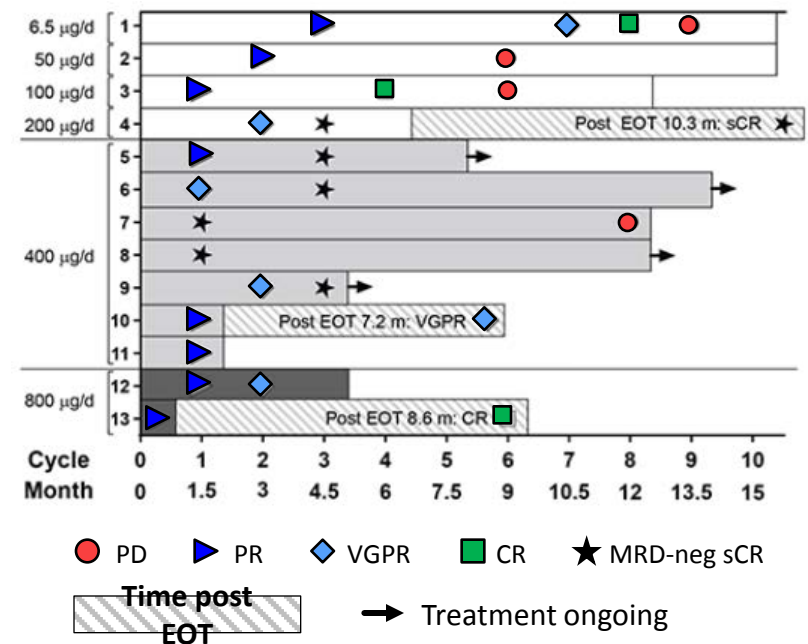 6.5 µg/d 1
50 µg/d 2
100 µg/d 3
200 µg/d 4 Post EOT 10.3 m: sCR
5
6
7
400 µg/d 8
9
10 Post EOT 7.2 m: VGPR
11
800 µg/d 12
13 Post EOT 8.6 m: CR
Cycle 0 1 2 3 4 5 6 7 8 9 10
Month 0 1.5 3 4.5 6 7.5 9 10.5 12 13.5 15
PD PR VGPR CR MRD-neg sCR
Time post
EOT
Treatment ongoing